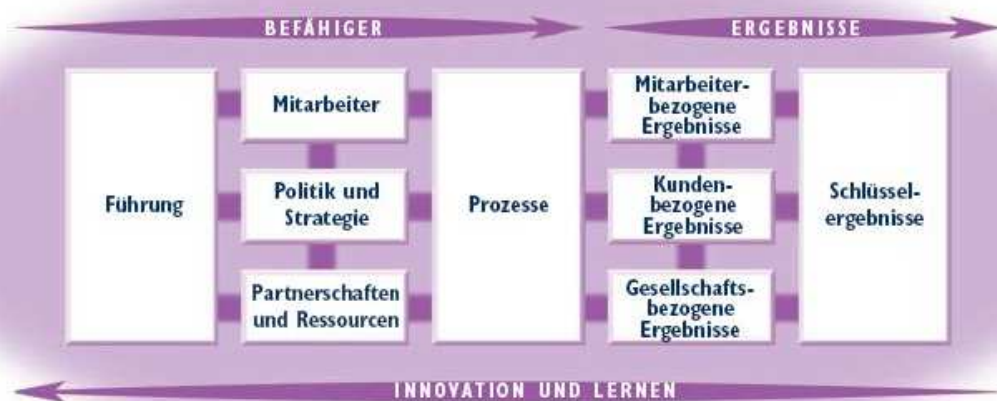 BEFÄHIGER
ERGEBNISSE
Führung
Mitarbeiter
Politik und
Strategie
Partnerschaften
und Ressourcen
Prozesse
Mitarbeiter-
bezogene
Ergebnisse
Kunden-
bezogene
Ergebnisse
Gesellschafts-
bezogene
Ergebnisse
Schlüssel-
ergebnisse
INNOVATION UND LERNEN